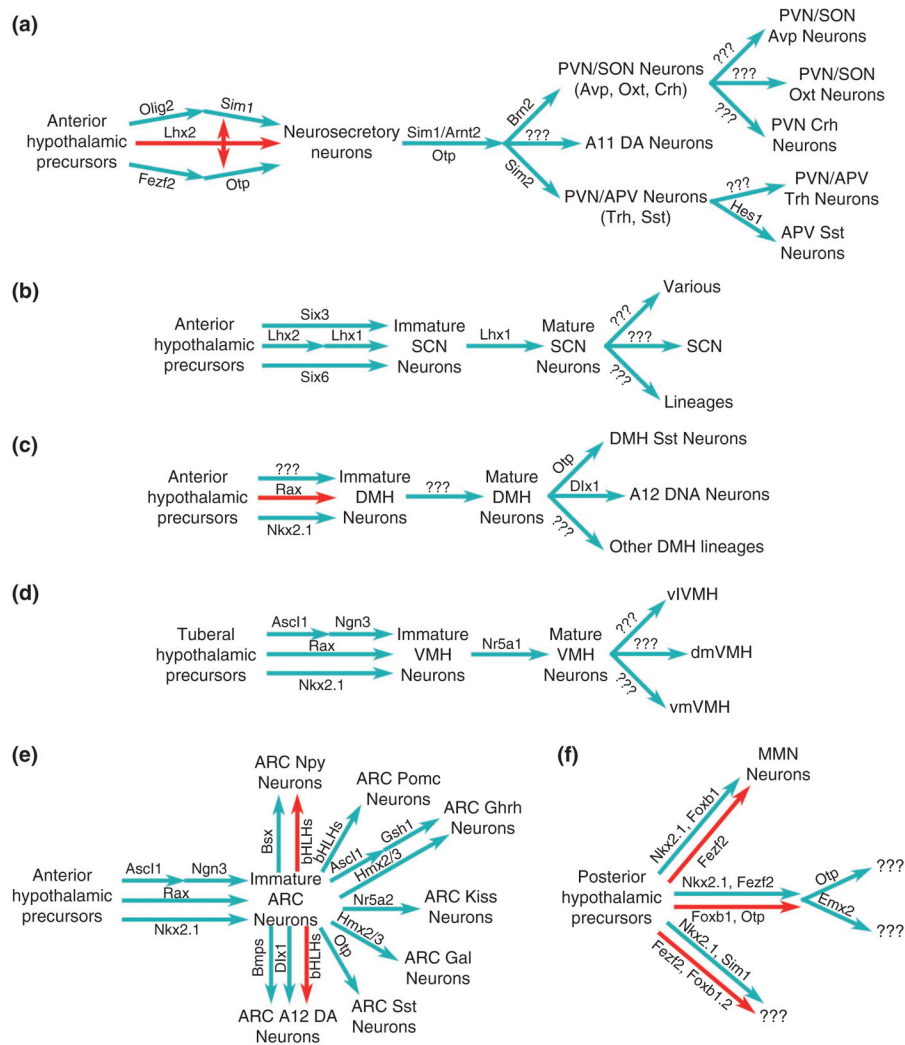 (a)
Anterior
hypothalamic
precursors
Olig2
Sim1
Lhx2
Fezf2
Otp
Neurosecretory
neurons
Sim1/Arnt2
Otp
Brn2
???
Sim2
PVN/SON Neurons
(Avp, Oxt, Crh)
A11 DA Neurons
PVN/APV Neurons
(Trh, Sst)
???
???
???
PVN/SON
Avp Neurons
PVN/SON
Oxt Neurons
PVN Crh
Neurons
???
Hes1
PVN/APV
Trh Neurons
APV Sst
Neurons
(b)
Anterior
hypothalamic
precursors
Six3
Lhx2
Lhx1
Six6
Immature
SCN
Neurons
Lhx1
Mature
SCN
Neurons
???
???
???
Various
SCN
Lineages
(c)
Anterior
hypothalamic
precursors
???
Rax
Nkx2.1
Immature
DMH
Neurons
???
Mature
DMH
Neurons
Otp
Dlx1
???
DMH Sst Neurons
A12 DNA Neurons
Other DMH lineages
(d)
Tuberal
hypothalamic
precursors
Ascl1
Ngn3
Rax
Nkx2.1
Immature
VMH
Neurons
Nr5a1
Mature
VMH
Neurons
???
???
???
vlVMH
dmVMH
vmVMH
(e)
Anterior
hypothalamic
precursors
Ascl1
Ngn3
Rax
Nkx2.1
Immature
ARC
Neurons
ARC Npy
Neurons
Bsx
bHLHs
bHLHs
ARC Pomc
Neurons
Ascl1
Gsh1
Hmx2/3
ARC Ghrh
Neurons
Nr5a2
ARC Kiss
Neurons
Hmx2/3
ARC Gal
Neurons
Otp
ARC Sst
Neurons
Bmps
Dlx1
bHLHs
ARC A12 DA
Neurons
(f)
Posterior
hypothalamic
precursors
Nkx2.1, Foxb1
Fezf2
MMN
Neurons
Nkx2.1, Fezf2
Foxb1, Otp
Otp
Emx2
???
???
Nkx2.1, Sim1
Fezf2, Foxb1.2
???